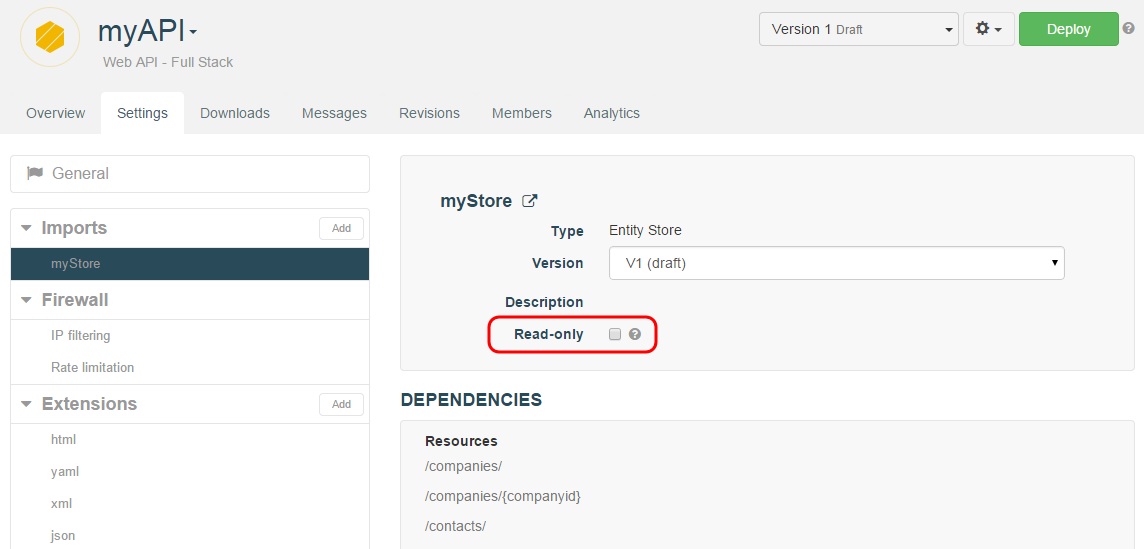 myAPI
Web API - Full Stack
Version 1 Draft
Deploy
?
Overview
Settings
Downloads
Messages
Revisions
Members
Analytics
General
Imports
Add
myStore
Firewall
IP filtering
Rate limitation
Extensions
Add
html
yaml
xml
json
myStore
Type Entity Store
Version V1 (draft)
Description
Read-only ?
DEPENDENCIES
Resources
/companies/
/companies/{companyid}
/contacts/